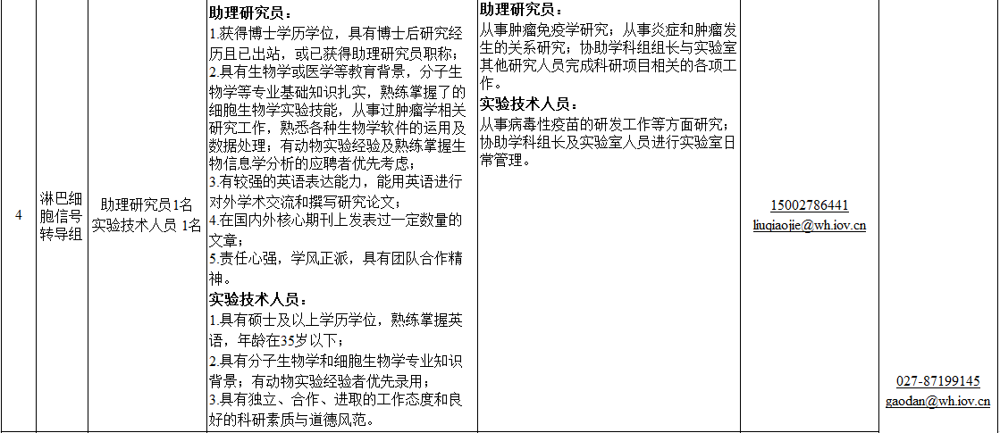 4
淋巴细
胞信号
转导组
助理研究员1名
实验技术人员 1名
助理研究员：
1.获得博士学历学位，具有博士后研究经
历且已出站，或已获得助理研究员职称；
2.具有生物学或医学等教育背景，分子生
物学等专业基础知识扎实，熟练掌握了的
细胞生物学实验技能，从事过肿瘤学相关
研究工作，熟悉各种生物学软件的运用及
数据处理；有动物实验经验及熟练掌握生
物信息学分析的应聘者优先考虑；
3.有较强的英语表达能力，能用英语进行
对外学术交流和撰写研究论文；
4.在国内外核心期刊上发表过一定数量的
文章；
5.责任心强，学风正派，具有团队合作精
神。
实验技术人员：
1.具有硕士及以上学历学位，熟练掌握英
语，年龄在35岁以下；
2.具有分子生物学和细胞生物学专业知识
背景；有动物实验经验者优先录用；
3.具有独立、合作、进取的工作态度和良
好的科研素质与道德风范。
助理研究员：
从事肿瘤免疫学研究；从事炎症和肿瘤发
生的关系研究；协助学科组组长与实验室
其他研究人员完成科研项目相关的各项工
作。
实验技术人员：
从事病毒性疫苗的研发工作等方面研究；
协助学科组长及实验室人员进行实验室日
常管理。
15002786441
liuqiaojie@wh.iov.cn
027-87199145
gaodan@wh.iov.cn